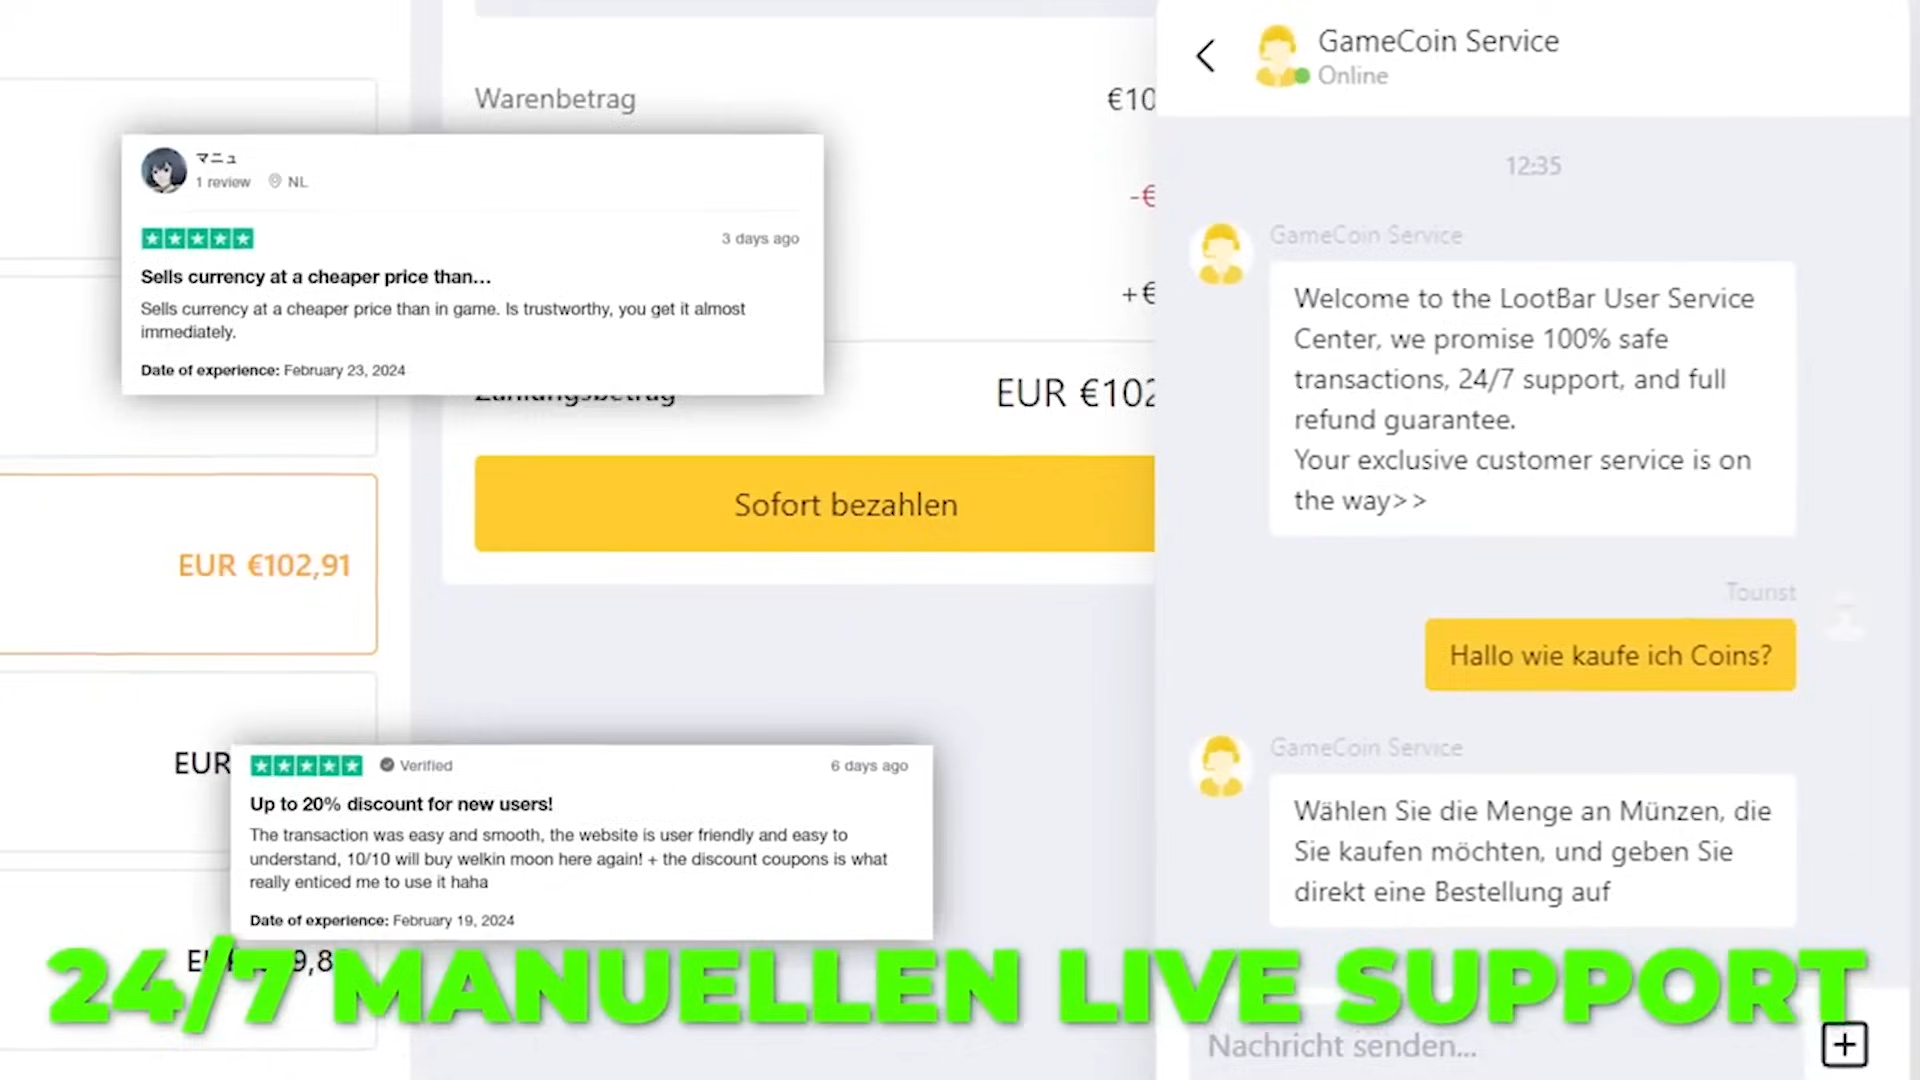 Warenbetrag
€10
-€
+€
Zahlungsbetrag
EUR €102
Sofort bezahlen
マニュ
1 review NL
3 days ago
Sells currency at a cheaper price than...
Sells currency at a cheaper price than in game. Is trustworthy, you get it almost
immediately.
Date of experience: February 23, 2024
EUR €102,91
EUR
Verified
6 days ago
Up to 20% discount for new users!
The transaction was easy and smooth, the website is user friendly and easy to
understand, 10/10 will buy welkin moon here again! + the discount coupons is what
really enticed me to use it haha
Date of experience: February 19, 2024
GameCoin Service
Online
12:35
GameCoin Service
Welcome to the LootBar User Service
Center, we promise 100% safe
transactions, 24/7 support, and full
refund guarantee.
Your exclusive customer service is on
the way>>
Tourist
Hallo wie kaufe ich Coins?
GameCoin Service
Wählen Sie die Menge an Münzen, die
Sie kaufen möchten, und geben Sie
direkt eine Bestellung auf
24/7 MANUELLEN LIVE SUPPORT
Nachricht senden...